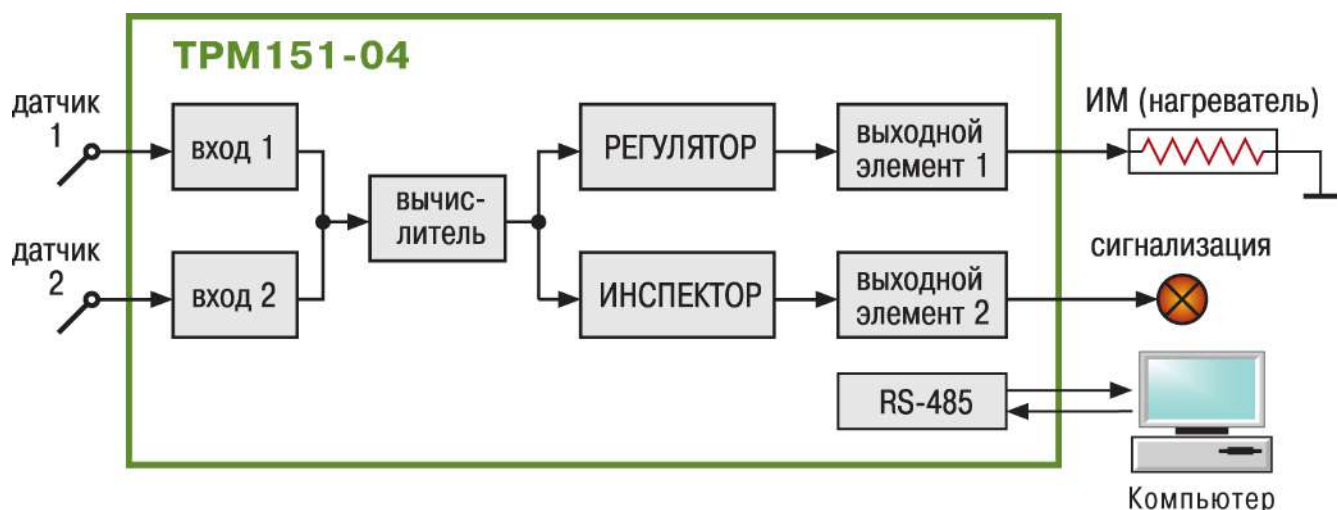 ТРМ151-04
датчик
1
вход 1
РЕГУЛЯТОР
выходной
элемент 1
ИМ (нагреватель)
вычис-
литель
датчик
2
вход 2
ИНСПЕКТОР
выходной
элемент 2
сигнализация
RS-485
Компьютер